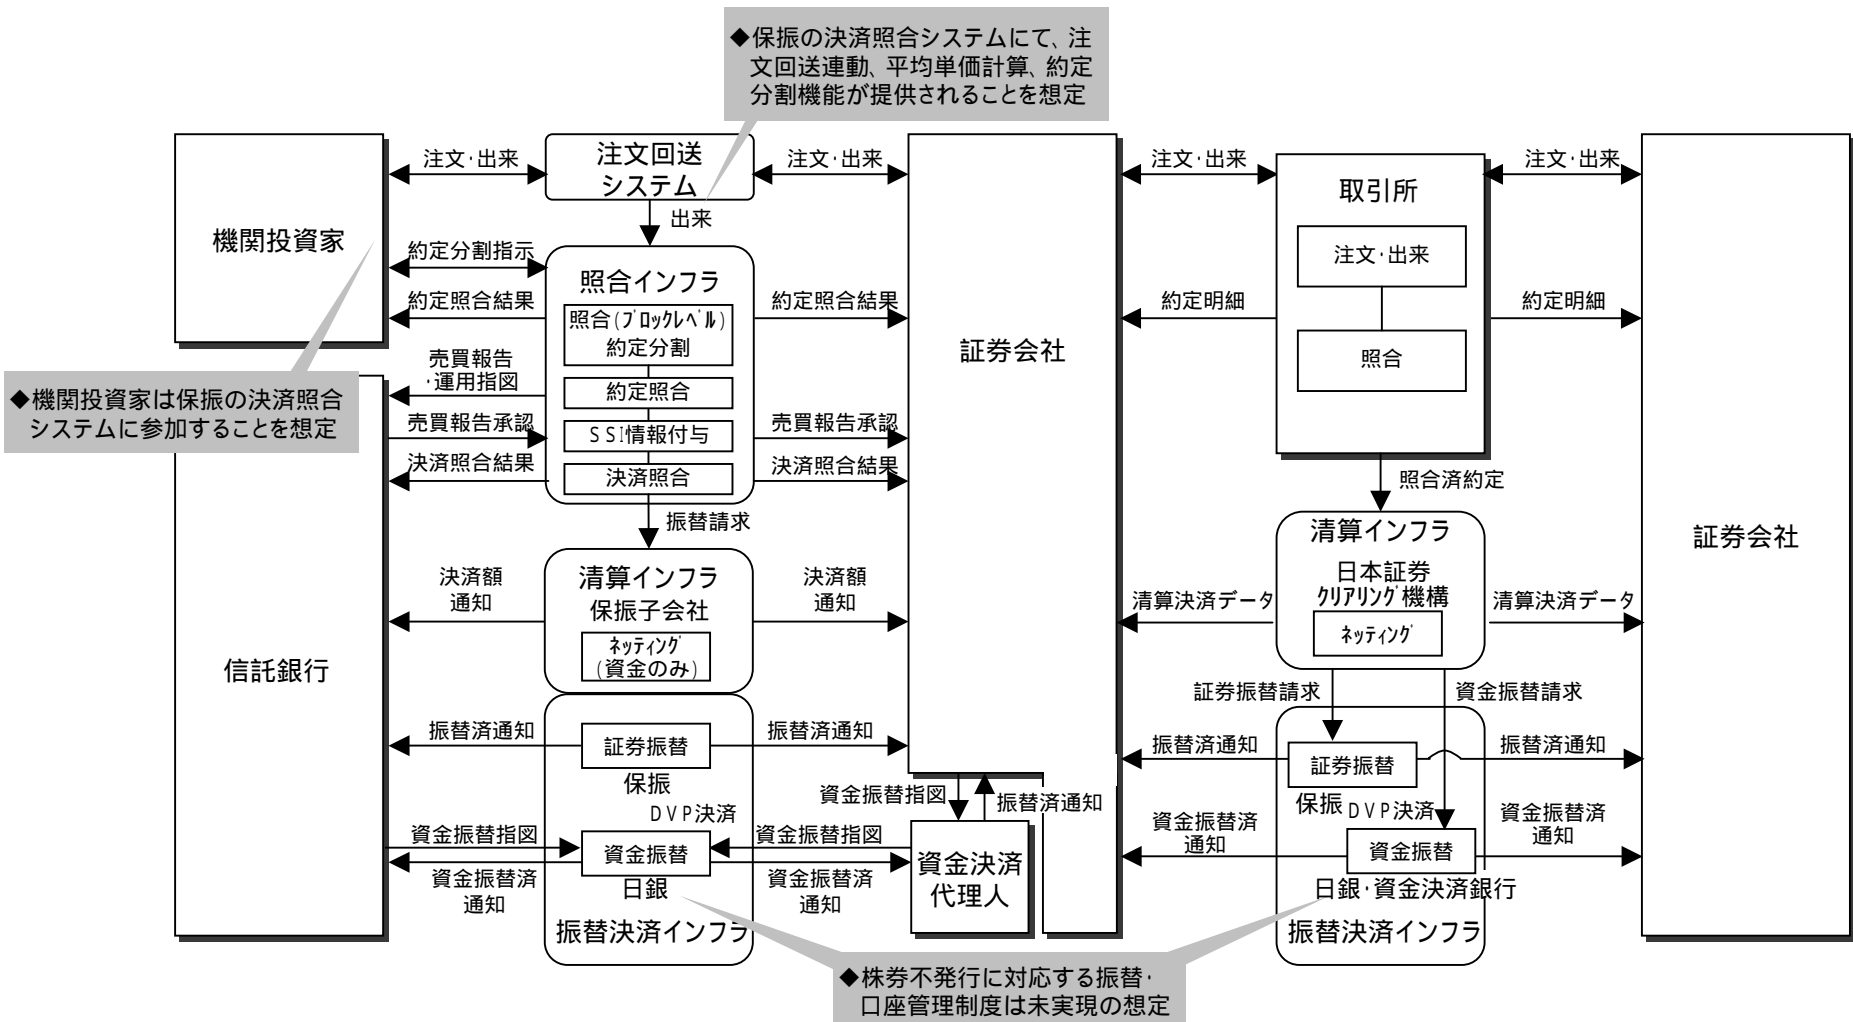 ◆保振の決済照合システムにて、注
文回送連動、平均単価計算、約定
分割機能が提供されることを想定
機関投資家
注文・出来
注文回送
システム
注文・出来
出来
約定分割指示
約定照合結果
照合インフラ
照合(ブロックレベル)
約定分割
約定照合
SSI情報付与
決済照合
約定照合結果
売買報告
・運用指図
売買報告承認
決済照合結果
売買報告承認
決済照合結果
◆機関投資家は保振の決済照合
システムに参加することを想定
振替請求
信託銀行
決済額
通知
清算インフラ
保振子会社
ネッティング
(資金のみ)
決済額
通知
振替済通知
証券振替
保振
振替済通知
DVP決済
資金振替指図
資金振替
日銀
資金振替指図
資金振替済
通知
資金振替済
通知
振替決済インフラ
証券会社
資金振替指図
振替済通知
資金決済
代理人
注文・出来
取引所
注文・出来
照合
注文・出来
約定明細
約定明細
照合済約定
清算インフラ
日本証券
クリアリング機構
ネッティング
清算決済データ
清算決済データ
証券振替請求
資金振替請求
振替済通知
証券振替
振替済通知
保振
DVP決済
資金振替済
通知
資金振替
資金振替済
通知
日銀・資金決済銀行
振替決済インフラ
証券会社
◆株券不発行に対応する振替・
口座管理制度は未実現の想定